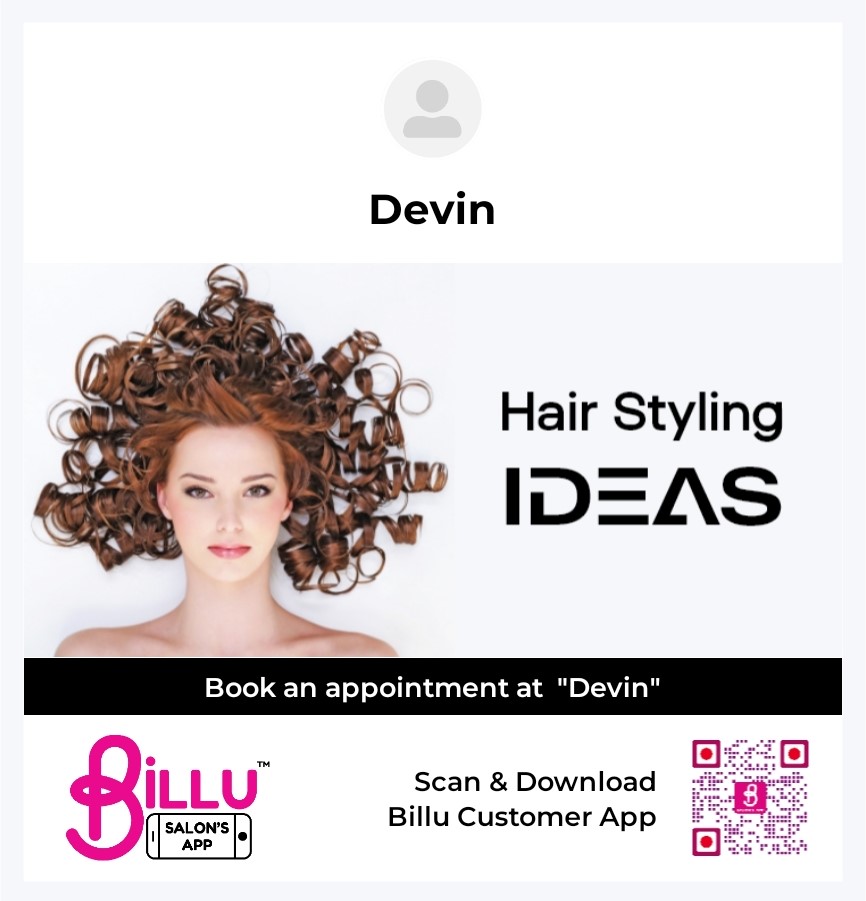 Devin
Hair Styling
IDEAS
Book an appointment at "Devin"
BiLLU™
SALON'S
APP
Scan & Download
Billu Customer App